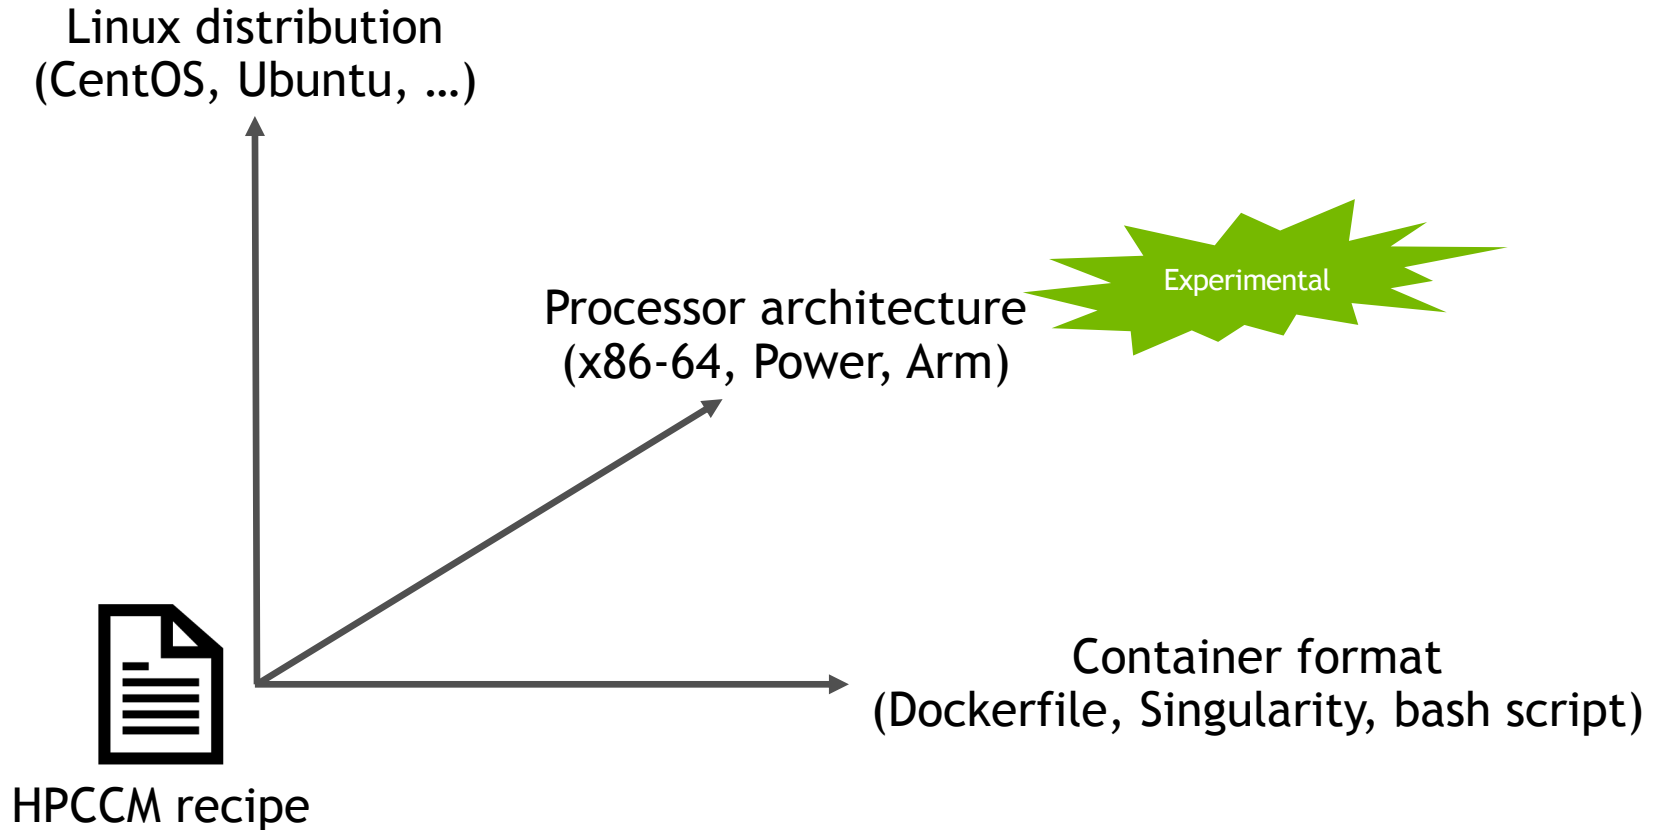 Linux distribution
(CentOS, Ubuntu, …)
Experimental
Processor architecture
(x86-64, Power, Arm)
Container format
(Dockerfile, Singularity, bash script)
HPCCM recipe